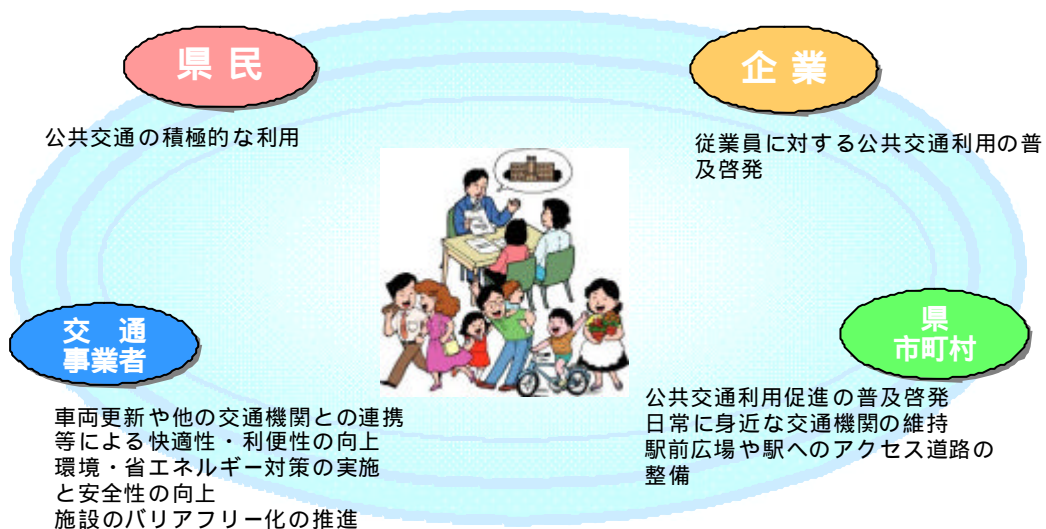 県 民
公共交通の積極的な利用
企 業
従業員に対する公共交通利用の普
及啓発
交　通
事業者
車両更新や他の交通機関との連携
等による快適性・利便性の向上
環境・省エネルギー対策の実施
と安全性の向上
施設のバリアフリー化の推進
県
市町村
公共交通利用促進の普及啓発
日常に身近な交通機関の維持
駅前広場や駅へのアクセス道路の
整備